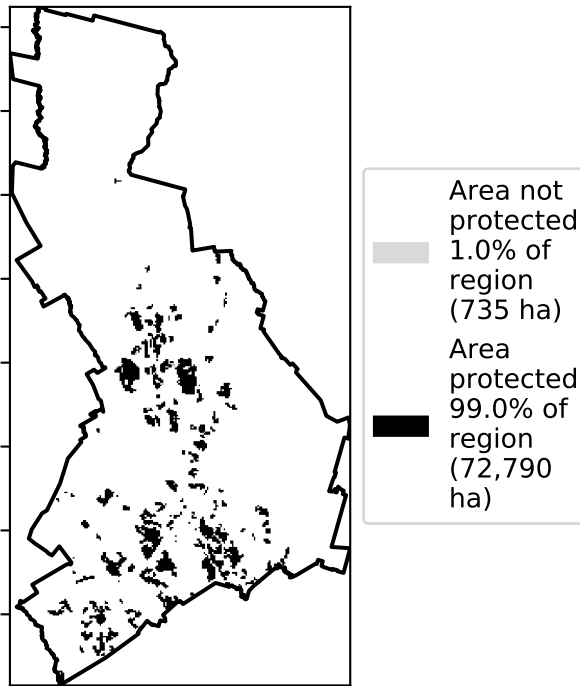 Area not
protected
1.0% of
region
(735 ha)
Area
protected
99.0% of
region
(72,790
ha)